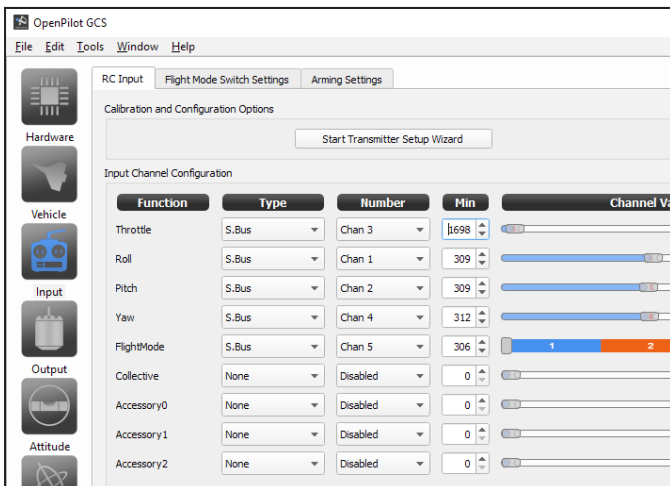 OpenPilot GCS
File Edit Tools Window Help
RC Input Flight Mode Switch Settings Arming Settings
Calibration and Configuration Options
Hardware
Start Transmitter Setup Wizard
Input Channel Configuration
Function Type Number Min Channel Va
Vehicle
Throttle S.Bus Chan 3 1698
Roll S.Bus Chan 1 309
Input
Pitch S.Bus Chan 2 309
Yaw S.Bus Chan 4 312
FlightMode S.Bus Chan 5 306 1 2
Output
Collective None Disabled 0
Accessory0 None Disabled 0
Accessory1 None Disabled 0
Attitude
Accessory2 None Disabled 0